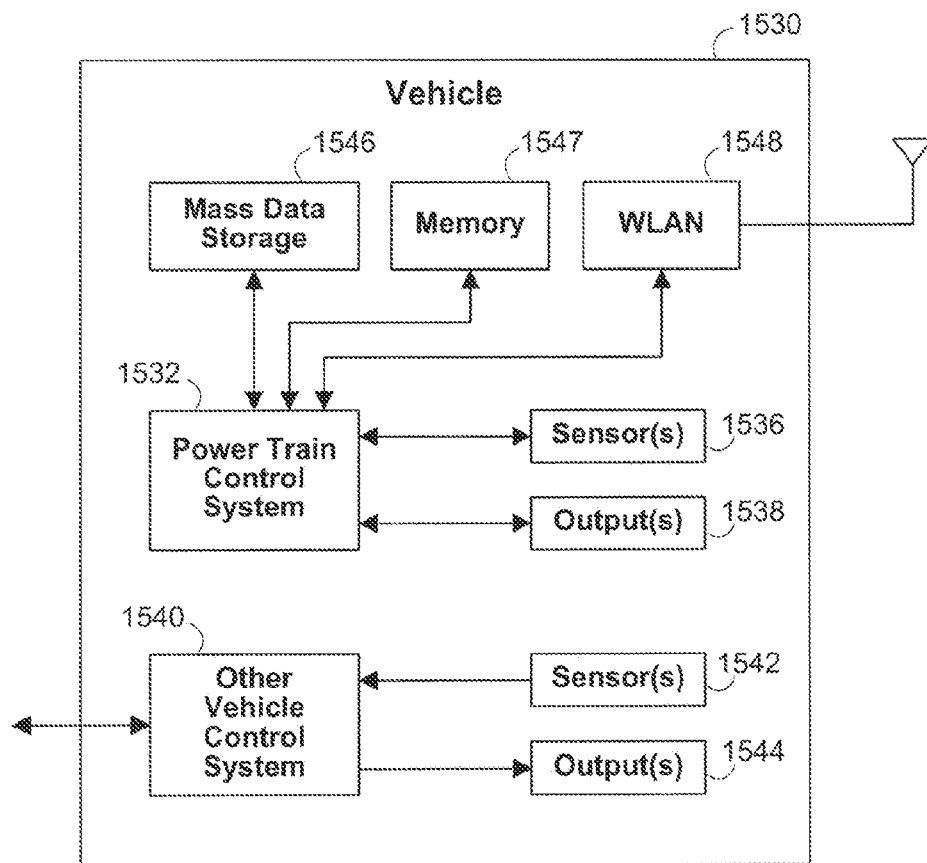 1530
Vehicle
1546
1547
1548
Mass Data
Storage
Memory
WLAN
1532
Power Train
Control
System
Sensor(s)
1536
Output(s)
1538
1540
Other
Vehicle
Control
System
Sensor(s)
1542
Output(s)
1544